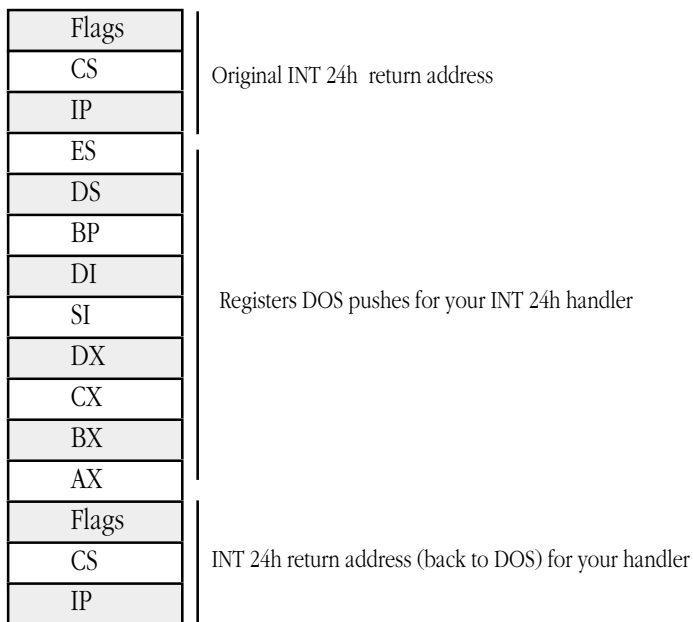 Flags
CS
IP
Original INT 24h return address
ES
DS
BP
DI
SI
DX
CX
BX
AX
Registers DOS pushes for your INT 24h handler
Flags
CS
IP
INT 24h return address (back to DOS) for your handler